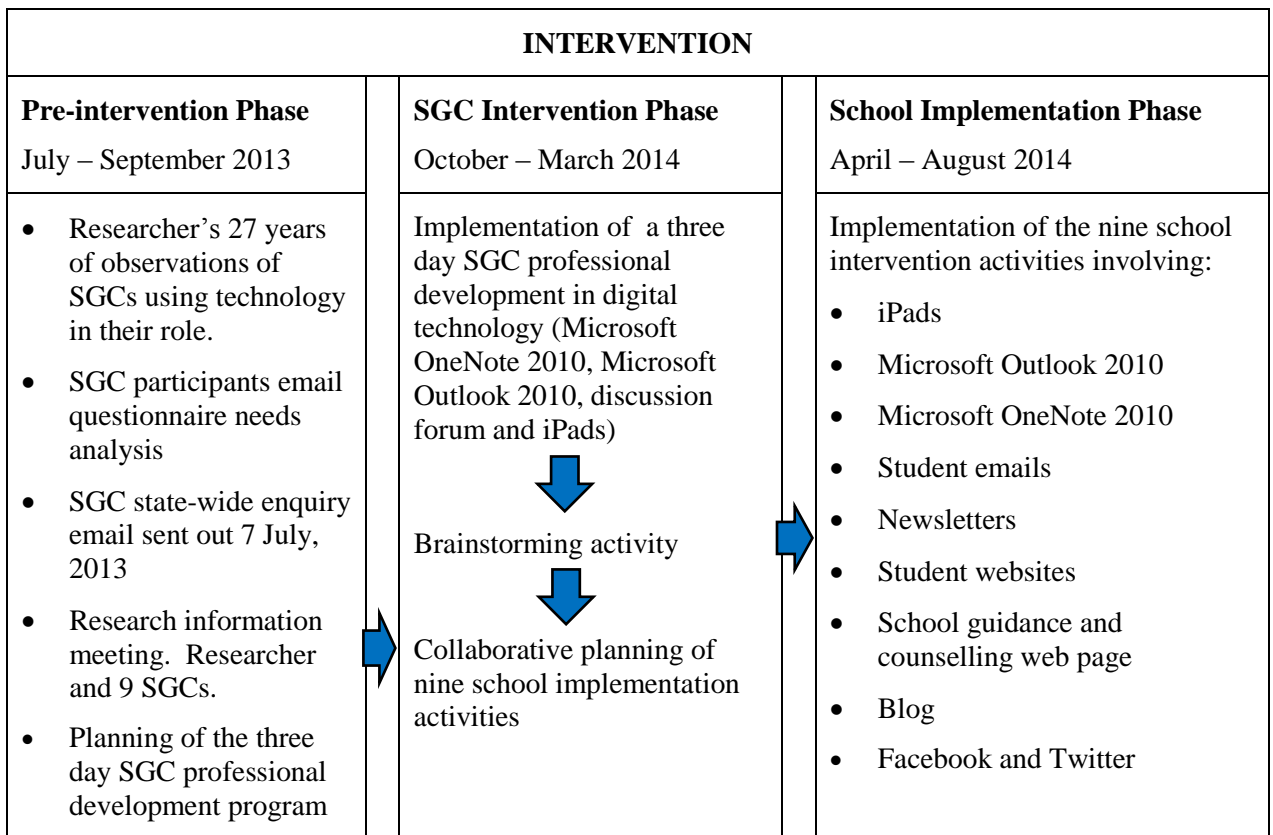 INTERVENTION
Pre-intervention Phase
July – September 2013
• Researcher’s 27 years
of observations of
SGCs using technology
in their role.
• SGC participants email
questionnaire needs
analysis
• SGC state-wide enquiry
email sent out 7 July,
2013
• Research information
meeting. Researcher
and 9 SGCs.
• Planning of the three
day SGC professional
development program
SGC Intervention Phase
October – March 2014
Implementation of a three
day SGC professional
development in digital
technology (Microsoft
OneNote 2010, Microsoft
Outlook 2010, discussion
forum and iPads)
Brainstorming activity
Collaborative planning of
nine school implementation
activities
School Implementation Phase
April – August 2014
Implementation of the nine school
intervention activities involving:
• iPads
• Microsoft Outlook 2010
• Microsoft OneNote 2010
• Student emails
• Newsletters
• Student websites
• School guidance and
counselling web page
• Blog
• Facebook and Twitter